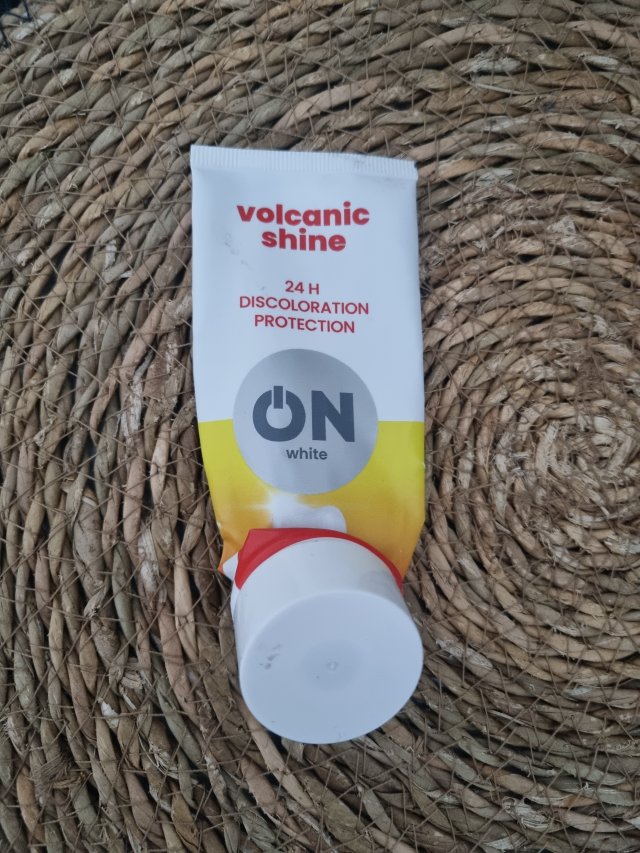 volcanic
shine
24 H
DISCOLORATION
PROTECTION
ON
white